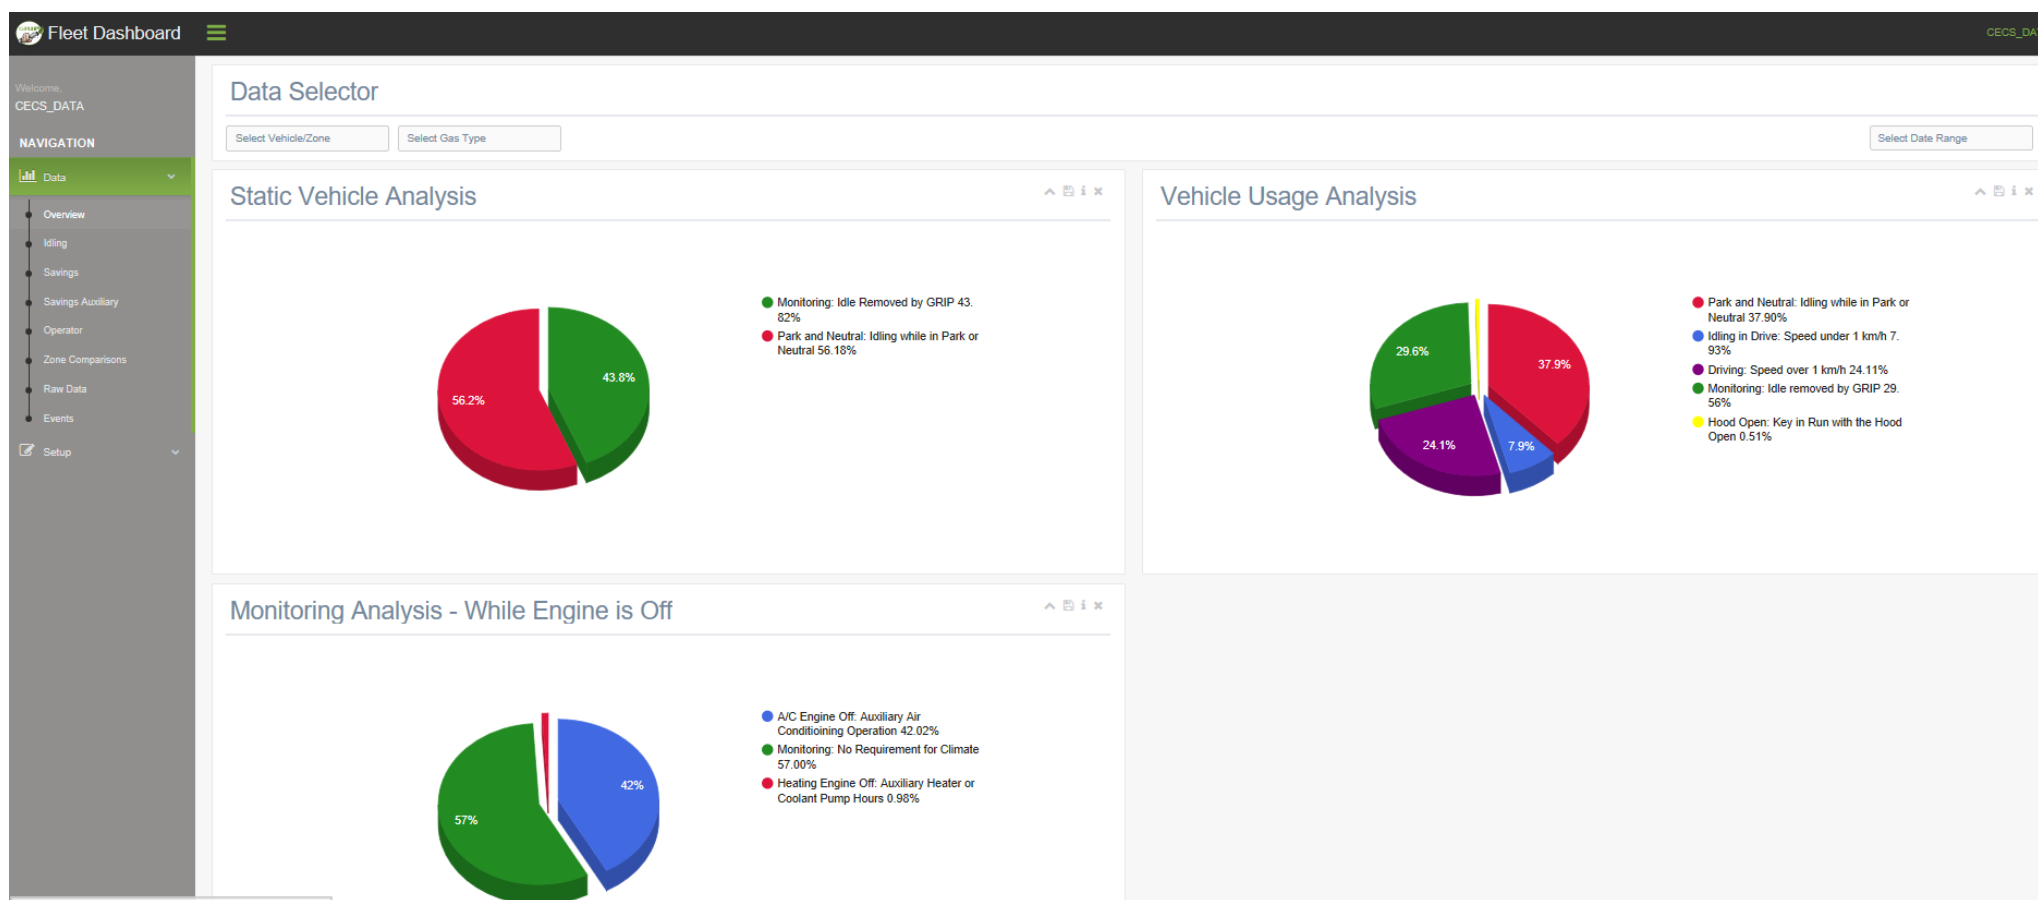 Fleet Dashboard
CECS_DA
Welcome,
CECS_DATA
NAVIGATION
Data
Overview
Idling
Savings
Savings Auxiliary
Operator
Zone Comparisons
Raw Data
Events
Setup
Data Selector
Select Vehicle/Zone
Select Gas Type
Select Date Range
Static Vehicle Analysis
56.2%
43.8%
Monitoring: Idle Removed by GRIP 43.
82%
Park and Neutral: Idling while in Park or
Neutral 56.18%
Vehicle Usage Analysis
29.6%
37.9%
24.1%
7.9%
Park and Neutral: Idling while in Park or
Neutral 37.90%
Idling in Drive: Speed under 1 km/h 7.
93%
Driving: Speed over 1 km/h 24.11%
Monitoring: Idle removed by GRIP 29.
56%
Hood Open: Key in Run with the Hood
Open 0.51%
Monitoring Analysis - While Engine is Off
57%
42%
A/C Engine Off: Auxiliary Air
Conditioining Operation 42.02%
Monitoring: No Requirement for Climate
57.00%
Heating Engine Off: Auxiliary Heater or
Coolant Pump Hours 0.98%